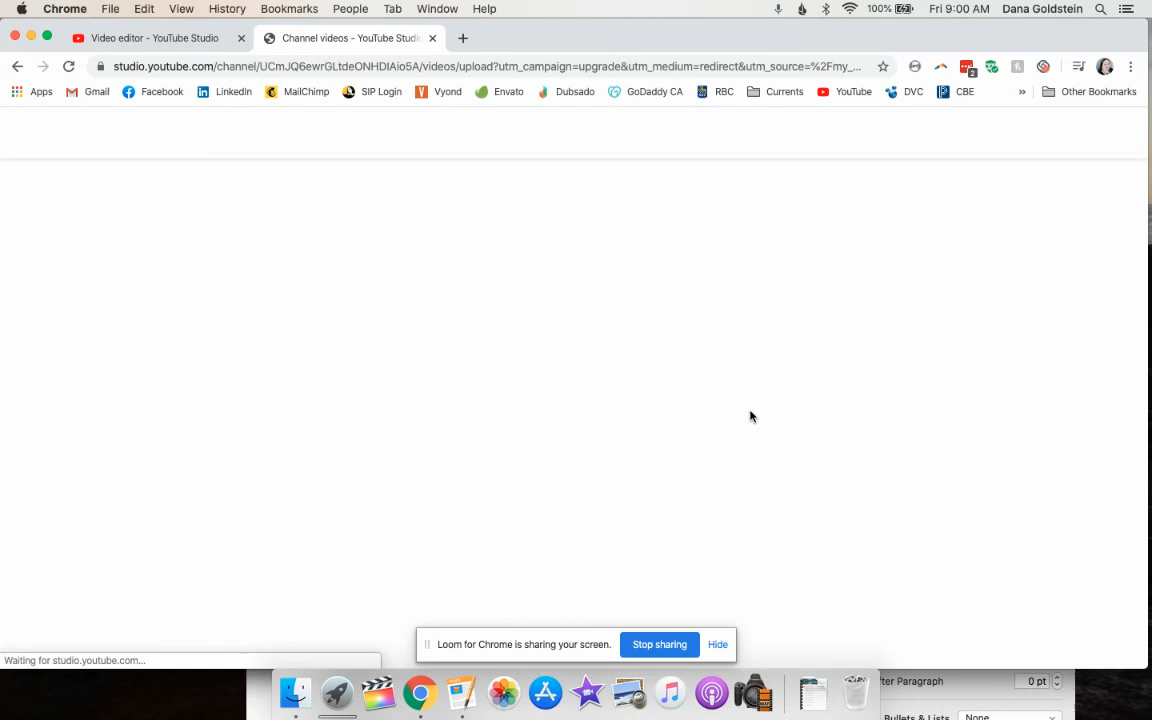 Chrome File Edit View History Bookmarks People Tab Window Help 100% Fri 9:00 AM Dana Goldstein
Video editor - YouTube Studio Channel videos - YouTube Studio
studio.youtube.com/channel/UCmJQ6ewrGLtdeONHDIAio5A/videos/upload?utm_campaign=upgrade&utm_medium=redirect&utm_source=%2Fmy_... 2
Apps Gmail Facebook LinkedIn MailChimp SIP Login Vyond Envato Dubsado GoDaddy CA RBC Currents YouTube DVC CBE » Other Bookmarks
Loom for Chrome is sharing your screen. Stop sharing Hide
Waiting for studio.youtube.com...
fter Paragraph 0 pt
Bullets & Lists None